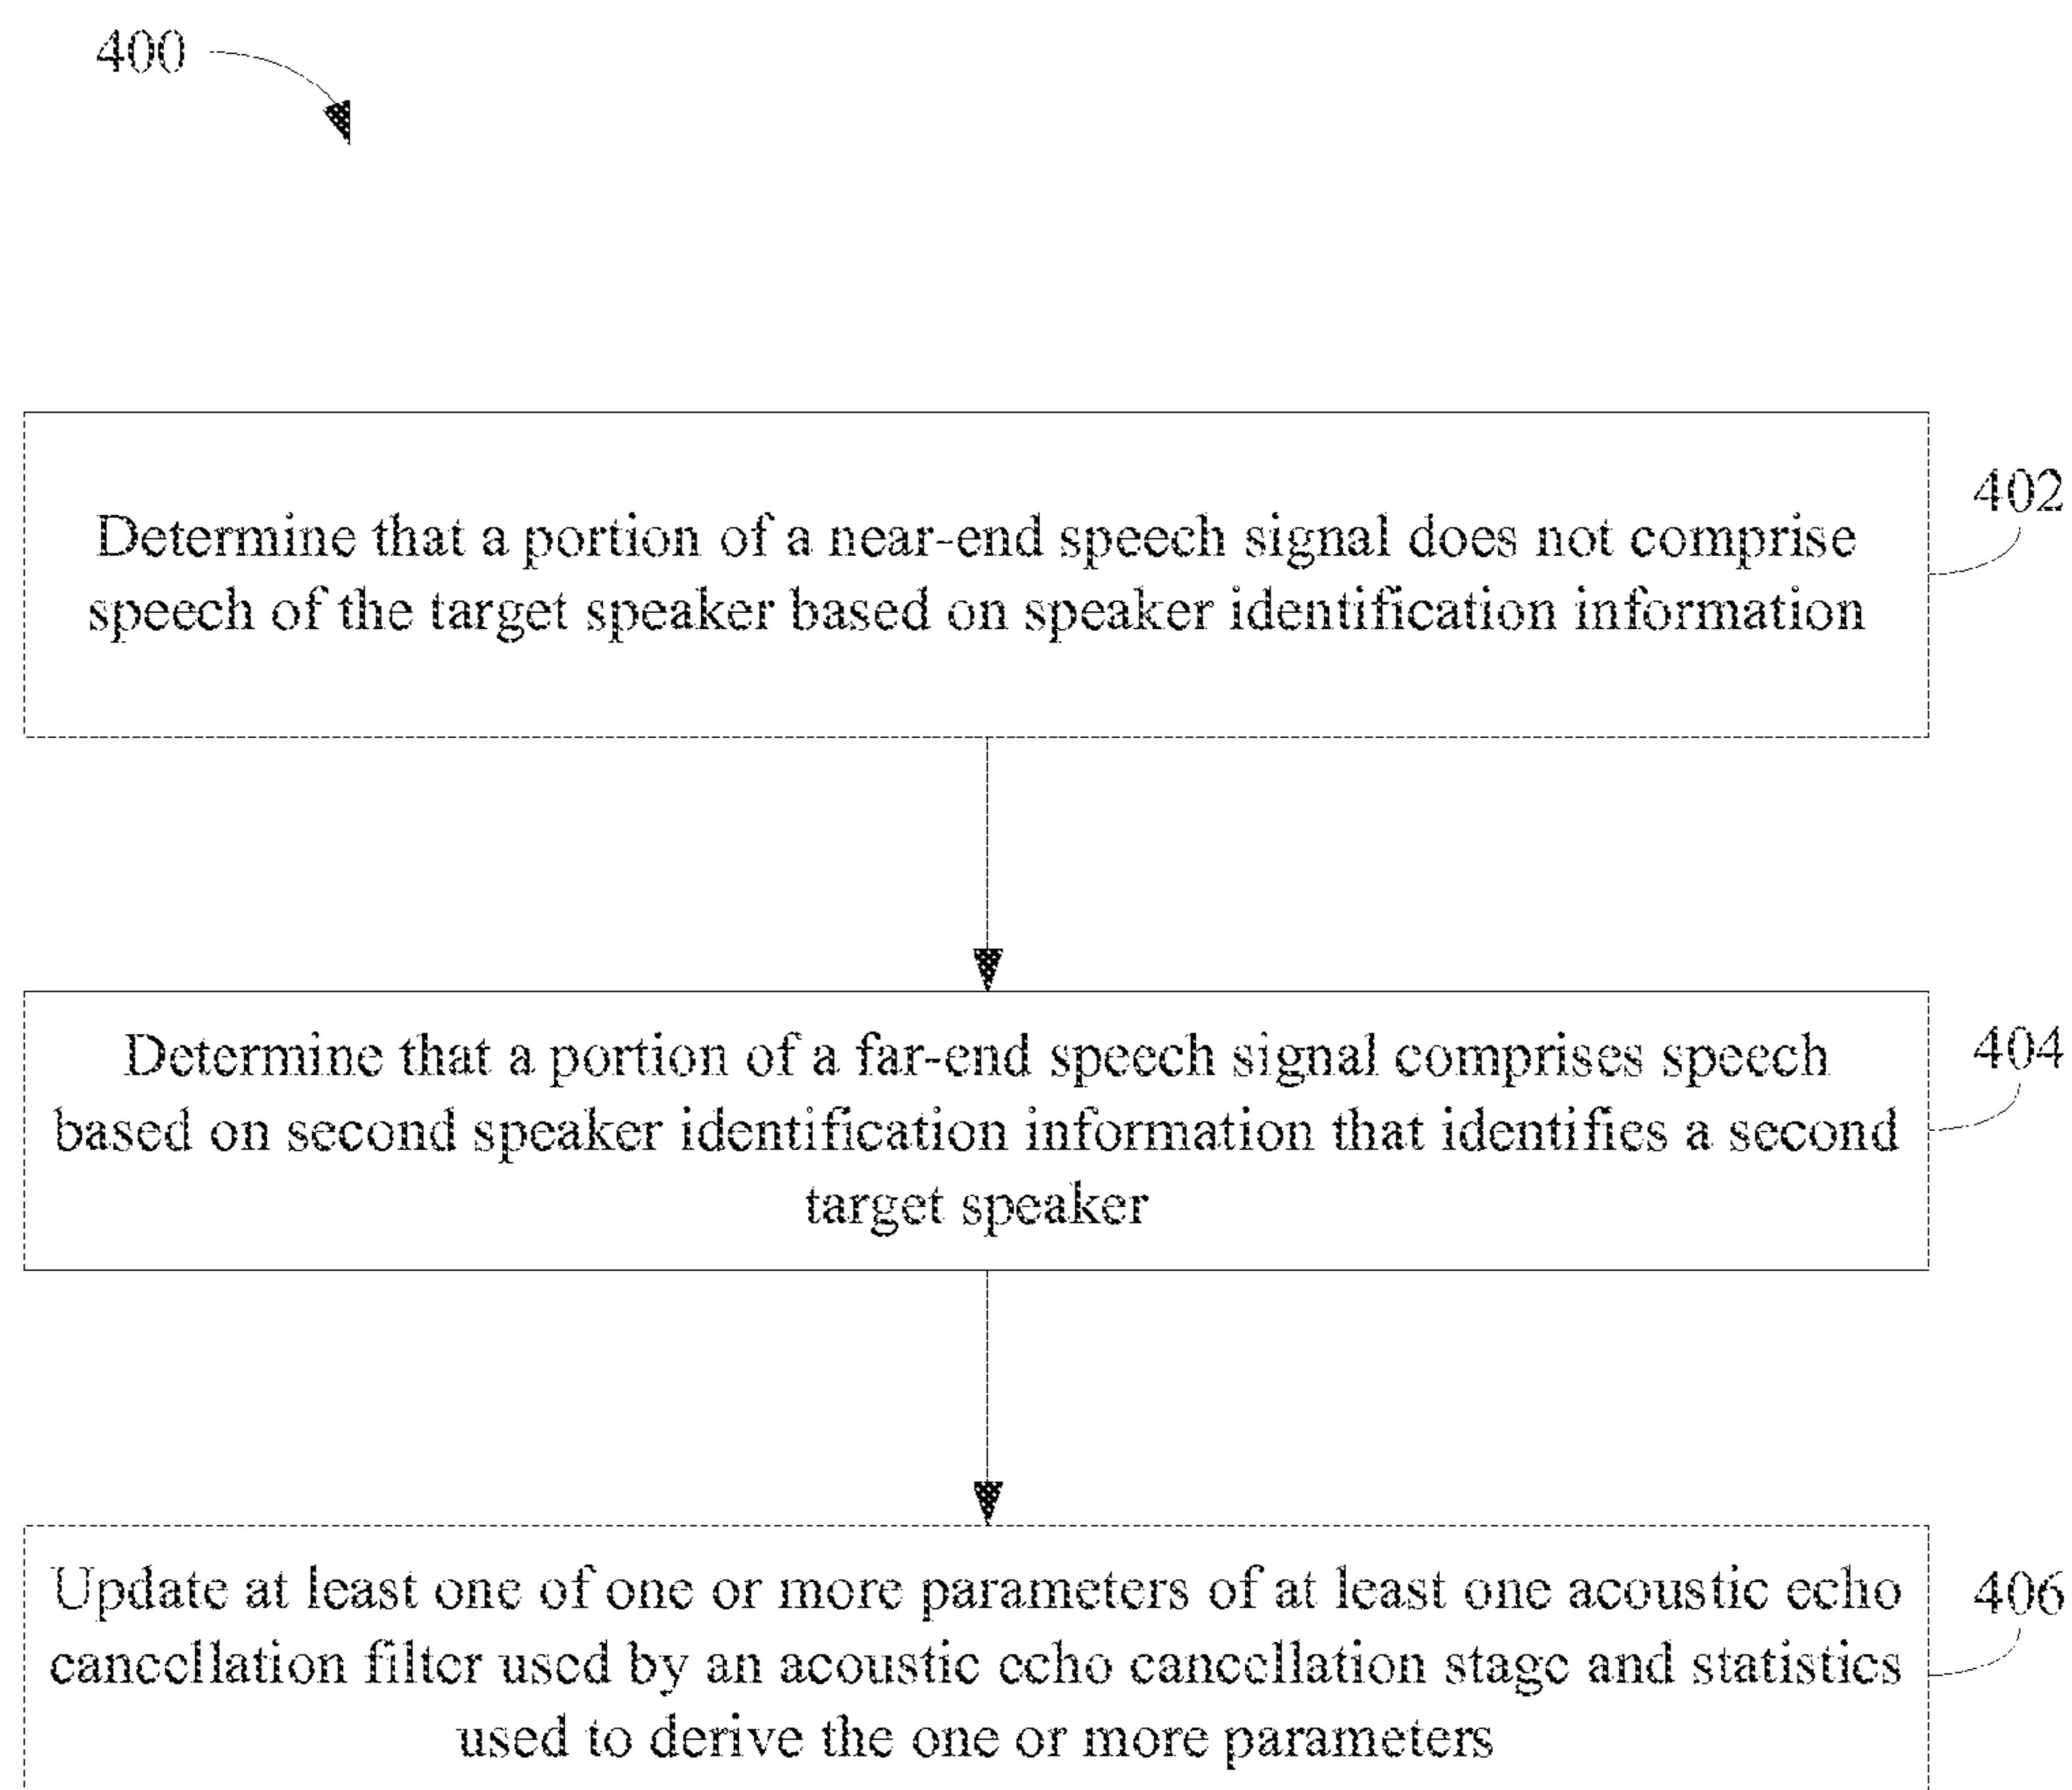 400
402
Determine that a portion of a near-end speech signal does not comprise
speech of the target speaker based on speaker identification information
404
Determine that a portion of a far-end speech signal comprises speech
based on second speaker identification information that identifies a second
target speaker
406
Update at least one of one or more parameters of at least one acoustic echo
cancellation filter used by an acoustic echo cancellation stage and statistics
used to derive the one or more parameters